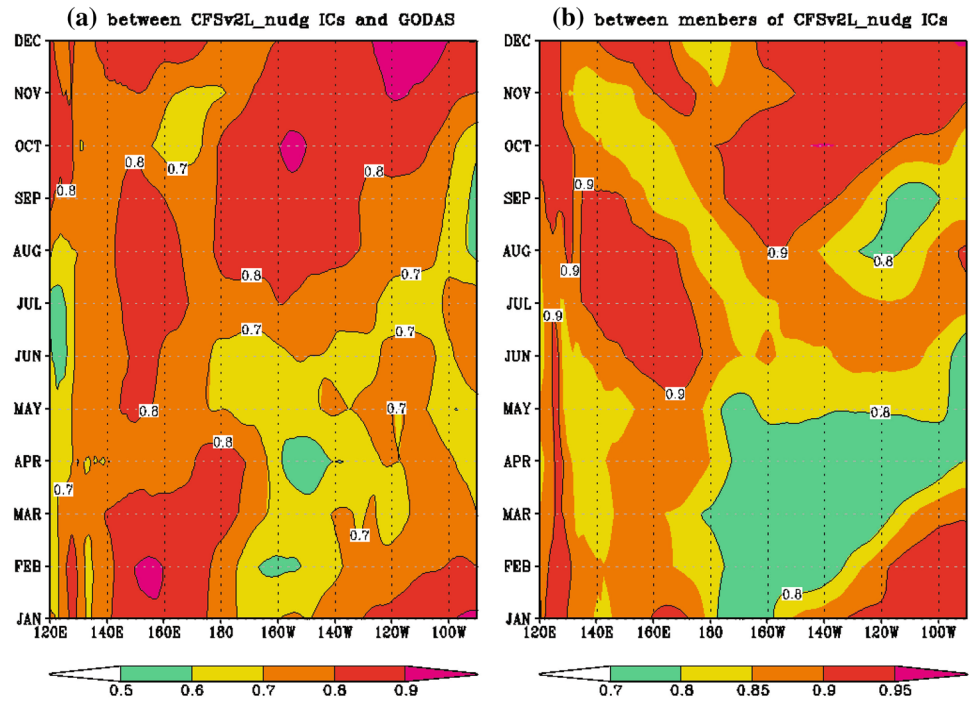 (a) between CFSv2L_nudg ICs and GODAS
DEC
NOV
OCT
SEP
AUG
JUL
JUN
MAY
APR
MAR
FEB
JAN
120E 140E 160E 180 160W 140W 120W 100W
0.8
0.7
0.8
0.8
0.8
0.7
0.7
0.7
0.8
0.7
0.8
0.7
0.7
0.5 0.6 0.7 0.8 0.9
(b) between menbers of CFSv2L_nudg ICs
DEC
NOV
OCT
SEP
AUG
JUL
JUN
MAY
APR
MAR
FEB
JAN
120E 140E 160E 180 160W 140W 120W 100W
0.9
0.9
0.8
0.9
0.9
0.9
0.8
0.8
0.7 0.8 0.85 0.9 0.95